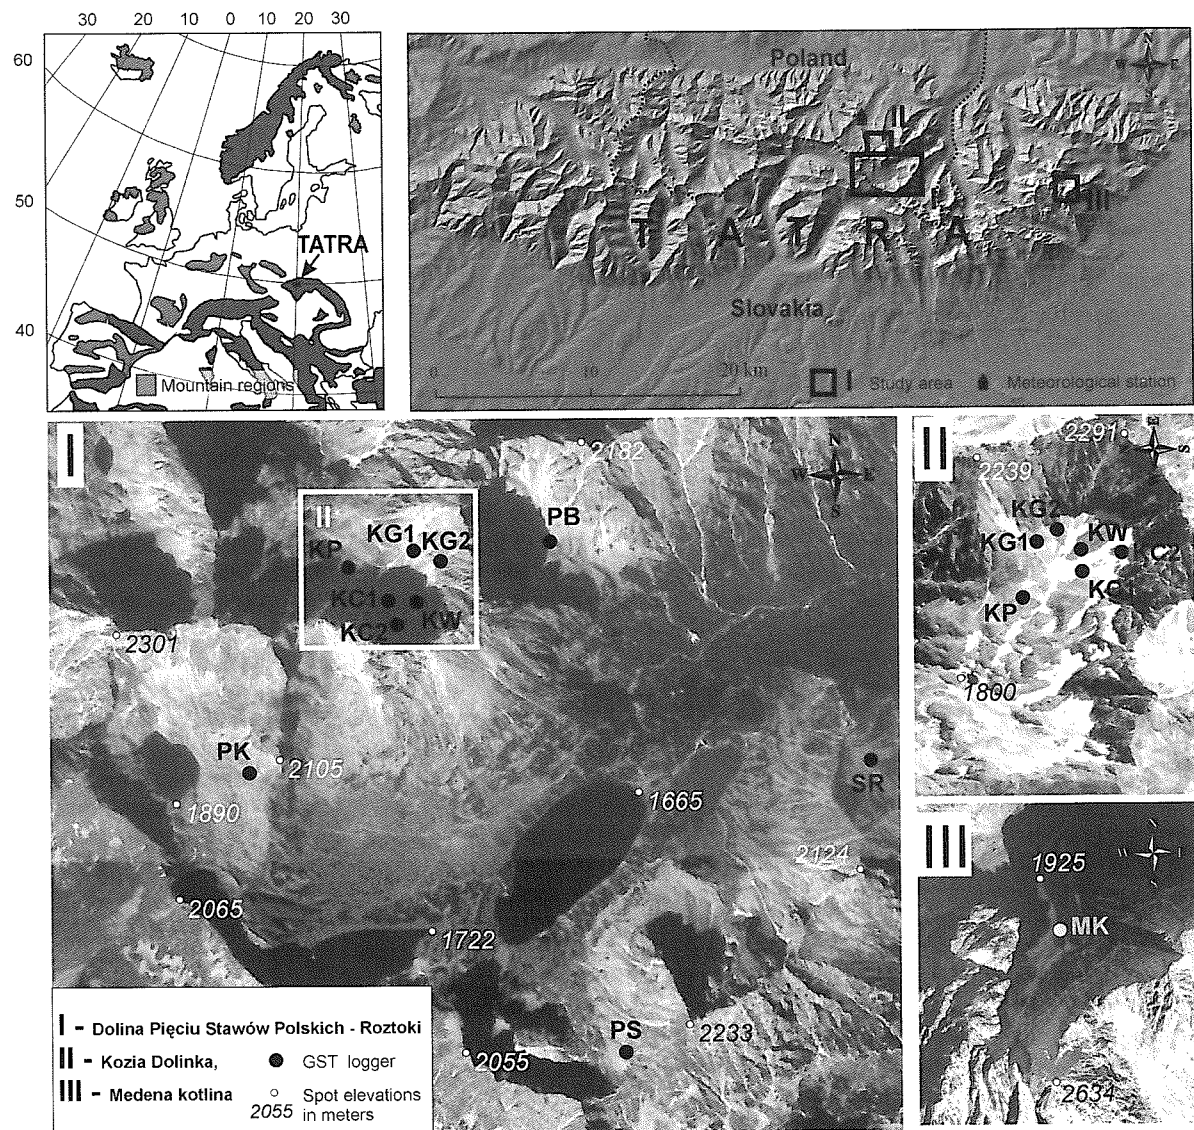 30 20 10 0 10 20 30
60
50
40
TATRA
Mountain regions
Poland
N
W E
II
I
III
T A T R A
Slovakia
0 10 20 km
I Study area Meteorological station
I
2182
N
W E
S
II
PB
KG1 KG2
KP
KC1 KW
KC2
2301
PK
2105
1890
1665
SR
2124
2065
1722
PS
2233
2055
I - Dolina Pięciu Stawów Polskich - Roztoki
II - Kozia Dolinka,
GST logger
III - Medena kotlina
2055
Spot elevations
in meters
II
2291
S
2239
KG2
KG1 KW
C2
KC
KP
1800
III
1925
MK
2634